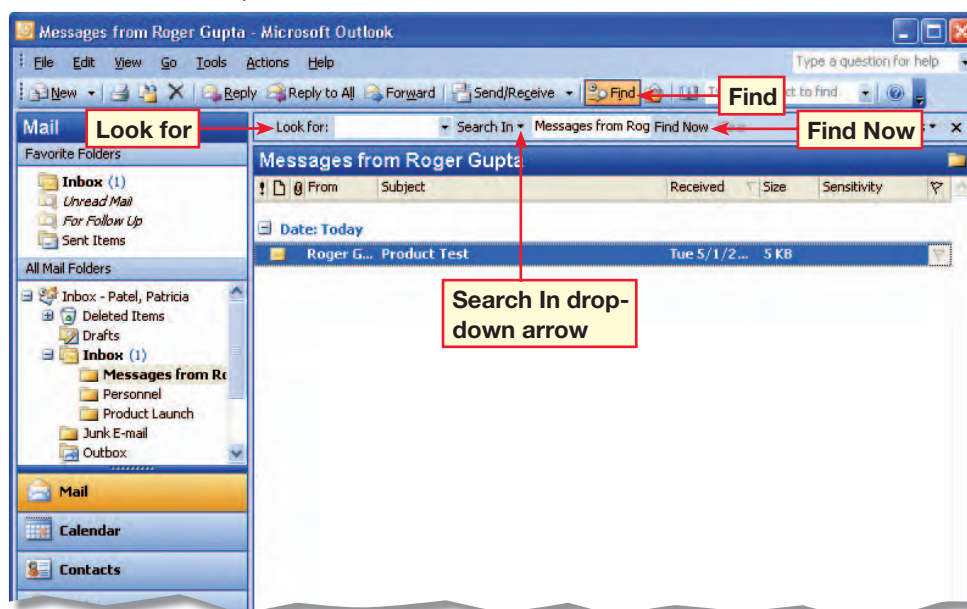 Messages from Roger Gupta - Microsoft Outlook
File Edit View Go Tools Actions Help Type a question for help
New Reply Reply to All Forward Send/Receive Find to find
Find
Mail
Look for
Look for: Search In Messages from Rog Find Now
Find Now
Favorite Folders
Inbox (1)
Unread Mail
For Follow Up
Sent Items
All Mail Folders
Inbox - Patel, Patricia
Deleted Items
Drafts
Inbox (1)
Messages from Ro
Personnel
Product Launch
Junk E-mail
Outbox
Mail
Calendar
Contacts
Messages from Roger Gupta
From Subject Received Size Sensitivity
Date: Today
Roger G... Product Test Tue 5/1/2... 5 KB
Search In drop-
down arrow